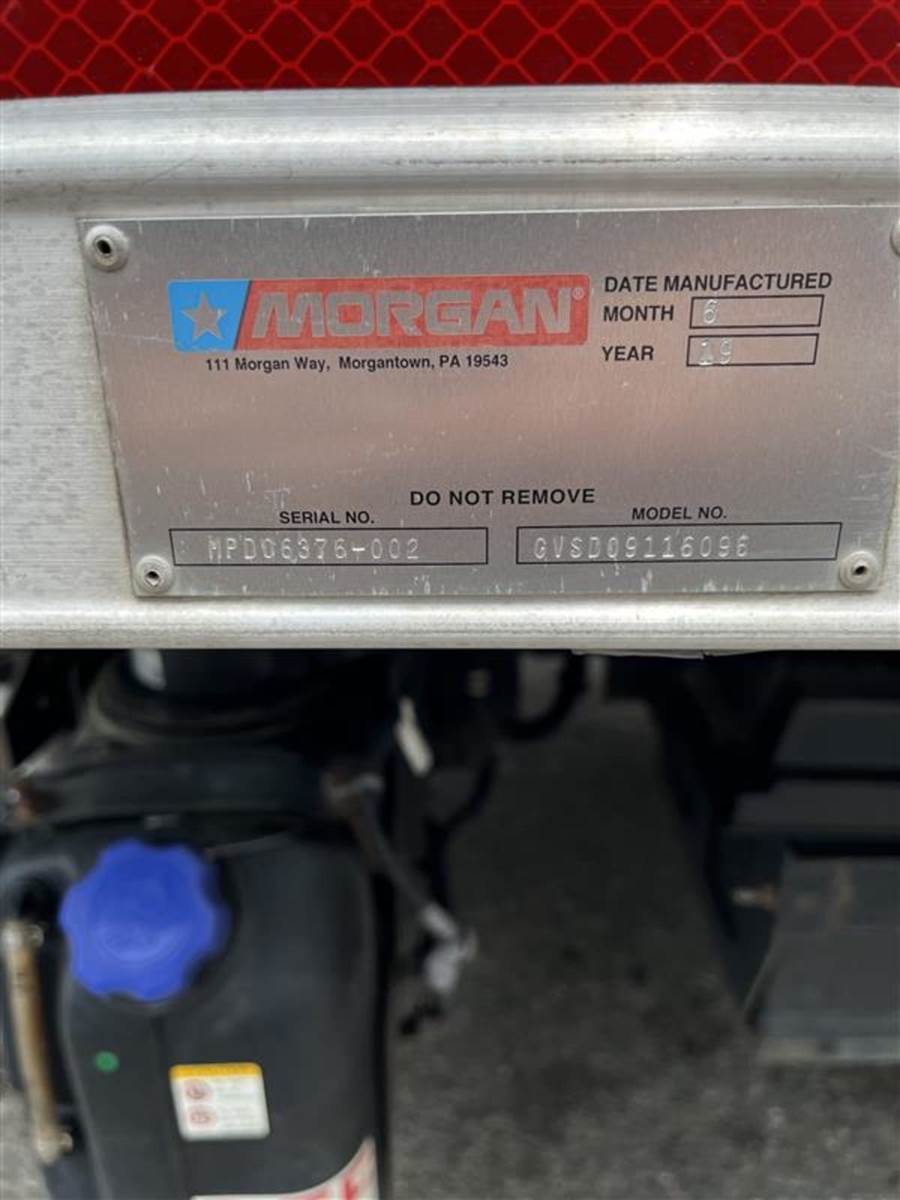 MORGAN®
111 Morgan Way, Morgantown, PA 19543
DATE MANUFACTURED
MONTH 6
YEAR 19
DO NOT REMOVE
SERIAL NO.
MPD06376-002
MODEL NO.
GVSD09116096